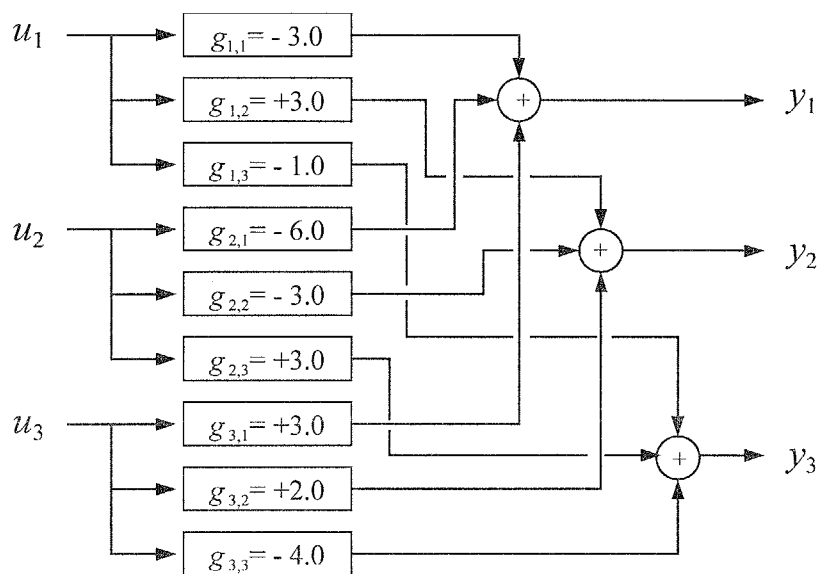 u1
g1,1= - 3.0
g1,2= +3.0
g1,3= - 1.0
u2
g2,1= - 6.0
g2,2= - 3.0
g2,3= +3.0
u3
g3,1= +3.0
g3,2= +2.0
g3,3= - 4.0
+
y1
+
y2
+
y3